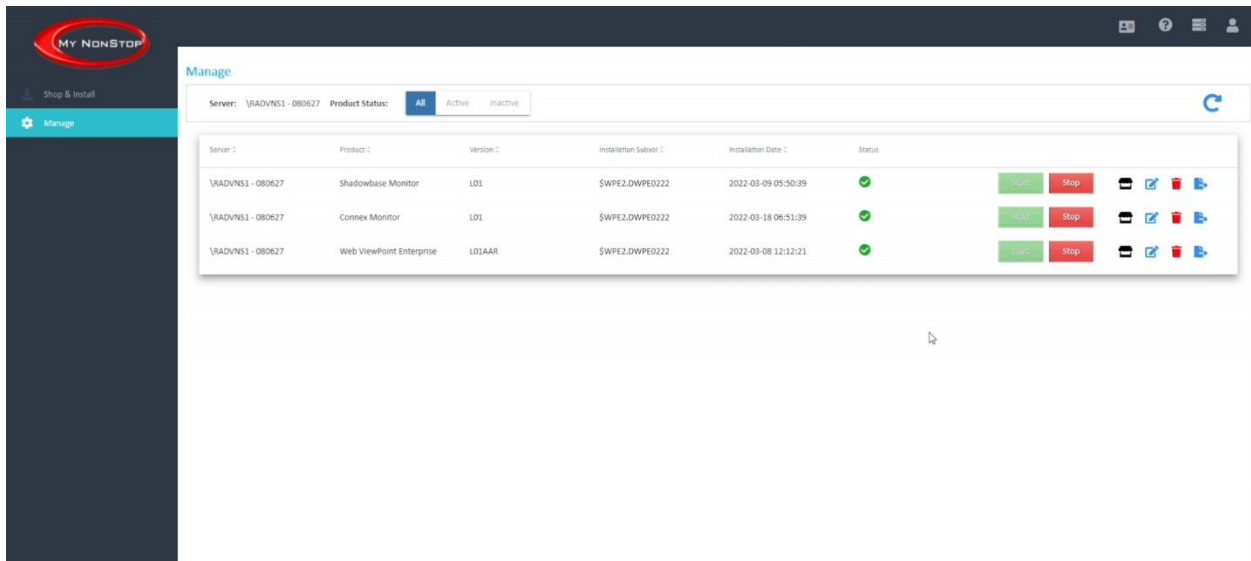 MY NONSTOP
Shop & Install
Manage
Manage
Server: \RADVNS1 - 080627 Product Status: All Active Inactive
Server Product Version Installation Subvol Installation Date Status
\RADVNS1 - 080627 Shadowbase Monitor L01 $WPE2.DWPE0222 2022-03-09 05:50:39 Start Stop
\RADVNS1 - 080627 Connex Monitor L01 $WPE2.DWPE0222 2022-03-18 06:51:39 Start Stop
\RADVNS1 - 080627 Web ViewPoint Enterprise L01AAR $WPE2.DWPE0222 2022-03-08 12:12:21 Start Stop